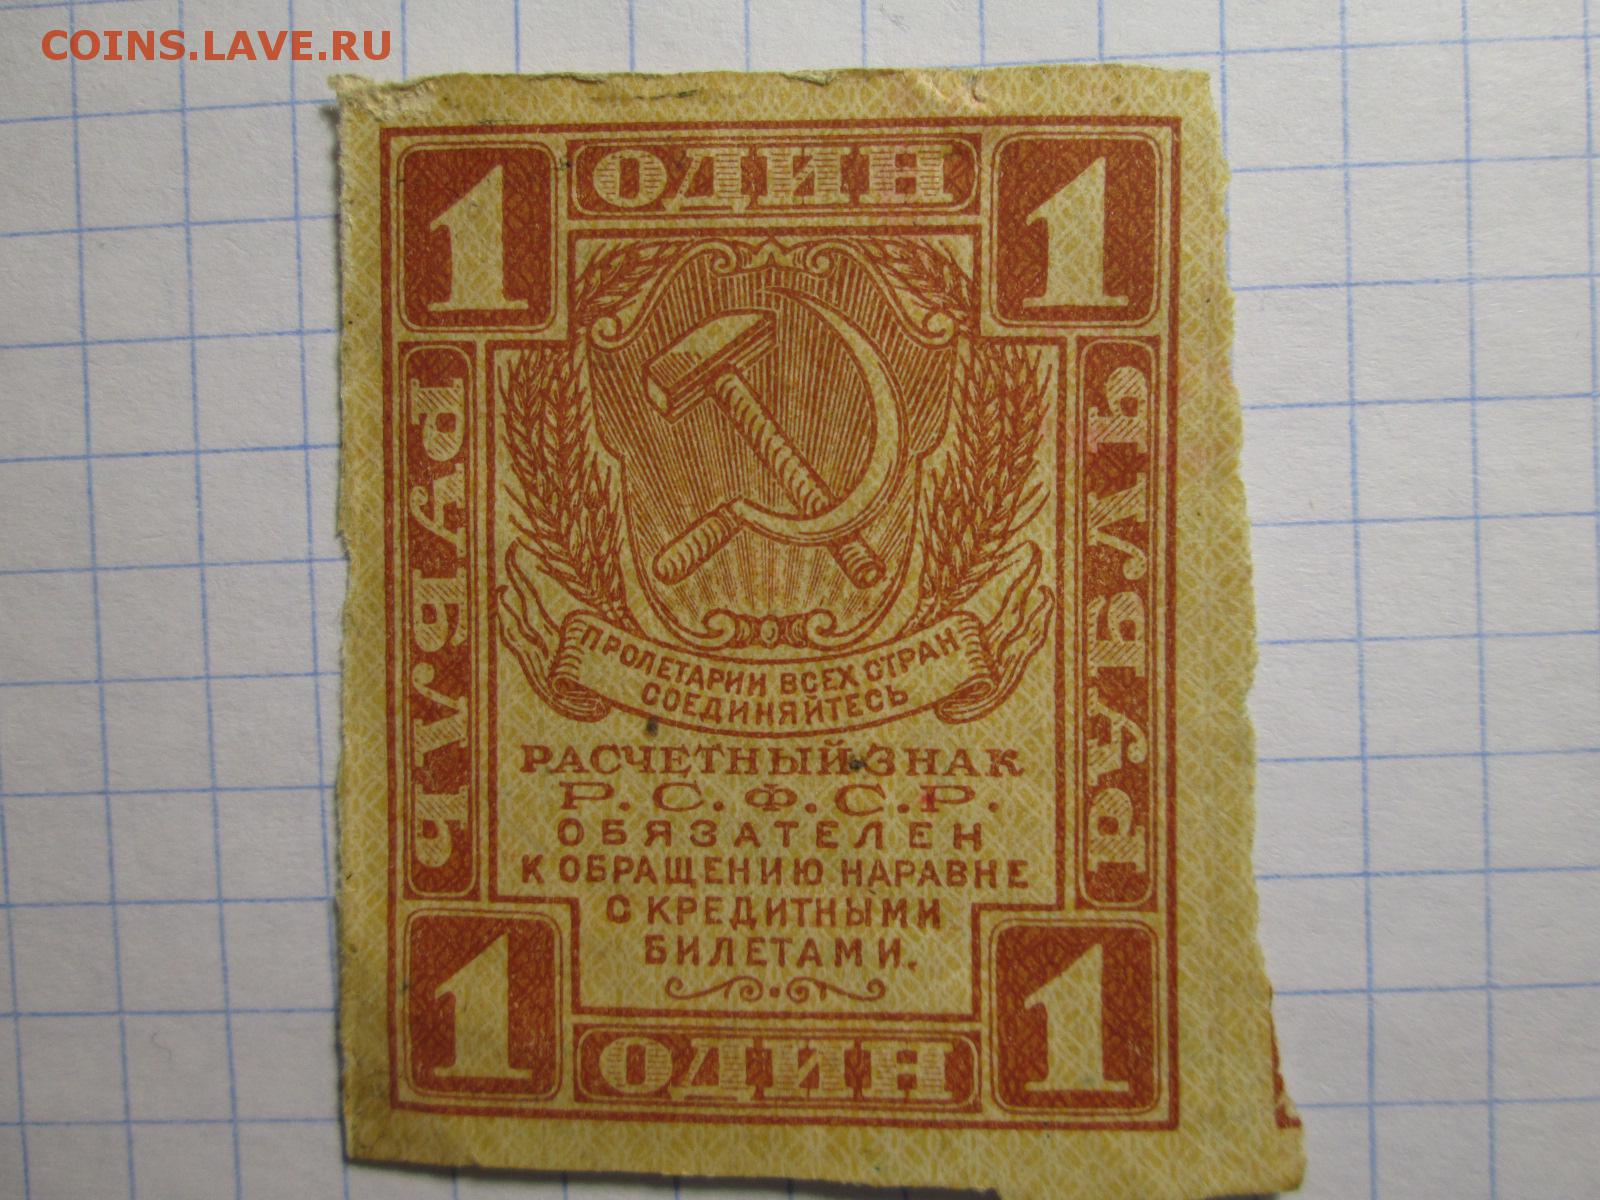 COINS.LAVE.RU
1 ОДИН 1
РУБЛЬ
РУБЛЯ
ПРОЛЕТАРИИ ВСЕХ СТРАН
СОЕДИНЯЙТЕСЬ
РАСЧЕТНЫЙ ЗНАК
Р.С.Ф.С.Р.
ОБЯЗАТЕЛЕН
К ОБРАЩЕНИЮ НАРАВНЕ
С КРЕДИТНЫМИ
БИЛЕТАМИ.
1 ОДИН 1